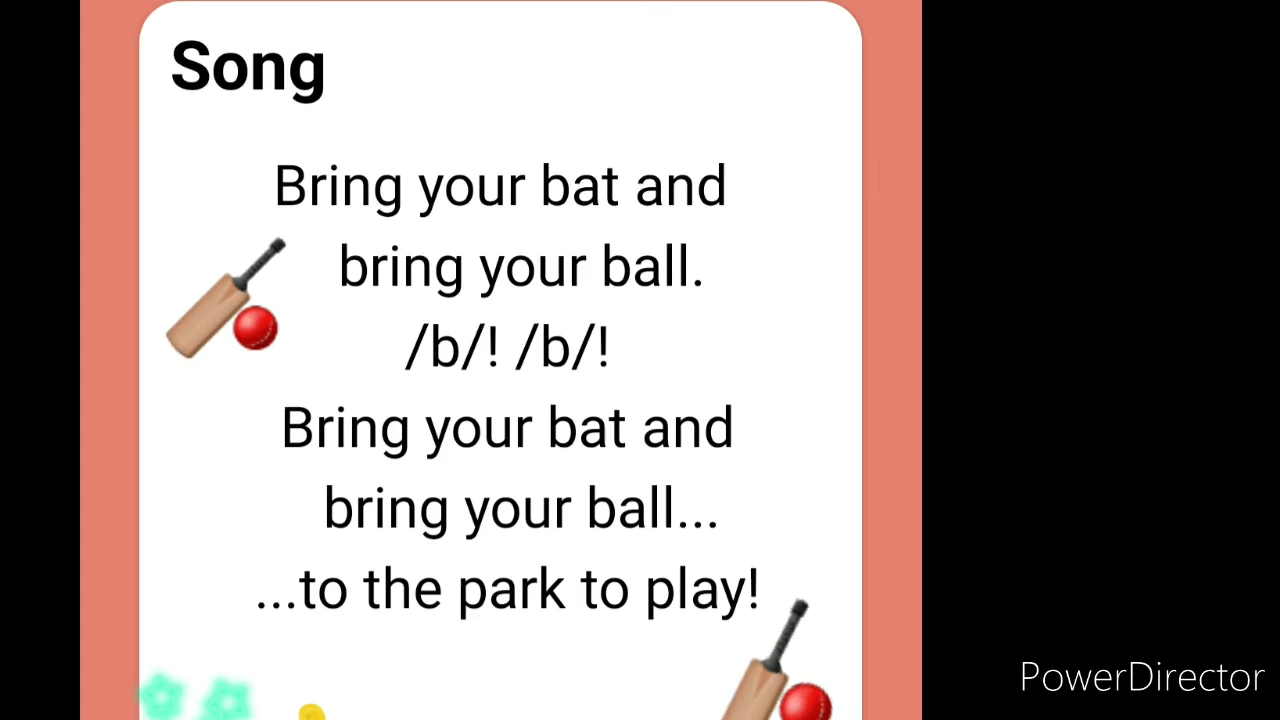 Song
Bring your bat and
bring your ball.
/b/! /b/!
Bring your bat and
bring your ball...
...to the park to play!
PowerDirector